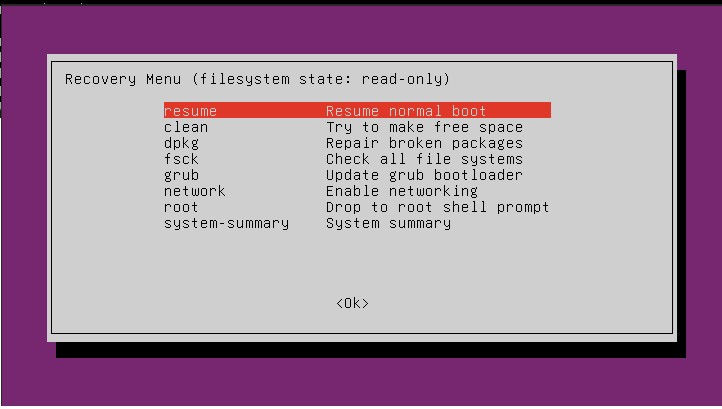 Recovery Menu (filesystem state: read-only)
resume Resume normal boot
clean Try to make free space
dpkg Repair broken packages
fsck Check all file systems
grub Update grub bootloader
network Enable networking
root Drop to root shell prompt
system-summary System summary
<Ok>